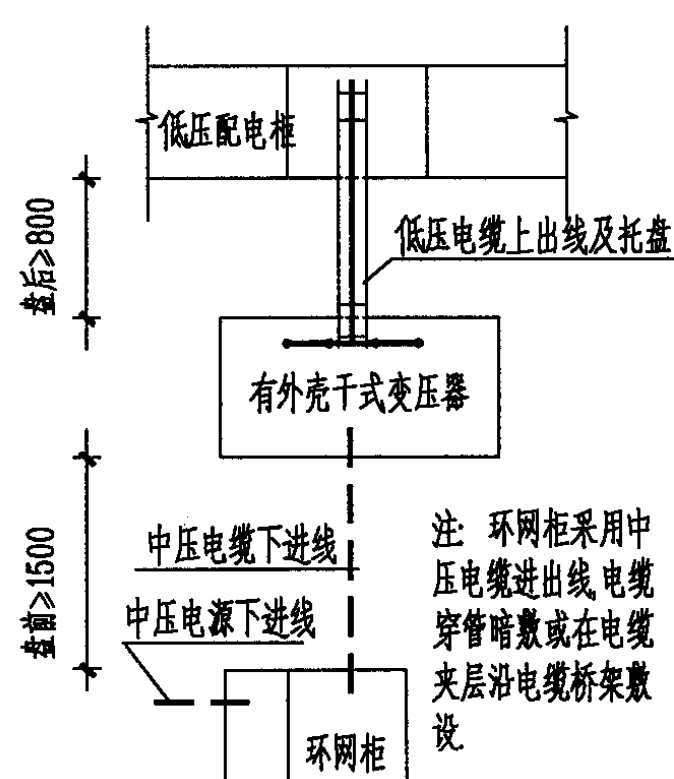 低压配电柜
盘后≥800
低压电缆上出线及托盘
有外壳干式变压器
中压电缆下进线
中压电源下进线
盘前≥1500
注: 环网柜采用中
压电缆进出线,电缆
穿管暗敷或在电缆
夹层沿电缆桥架敷
设.
环网柜